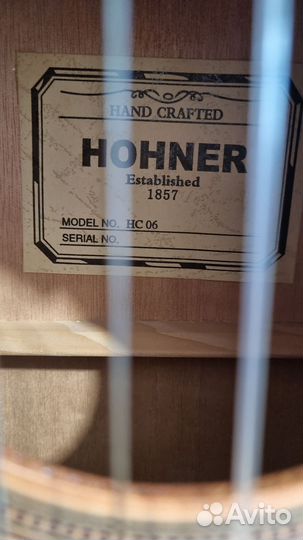 HAND CRAFTED
HOHNER
Established
1857
MODEL NO. HC 06
SERIAL NO.
Avito